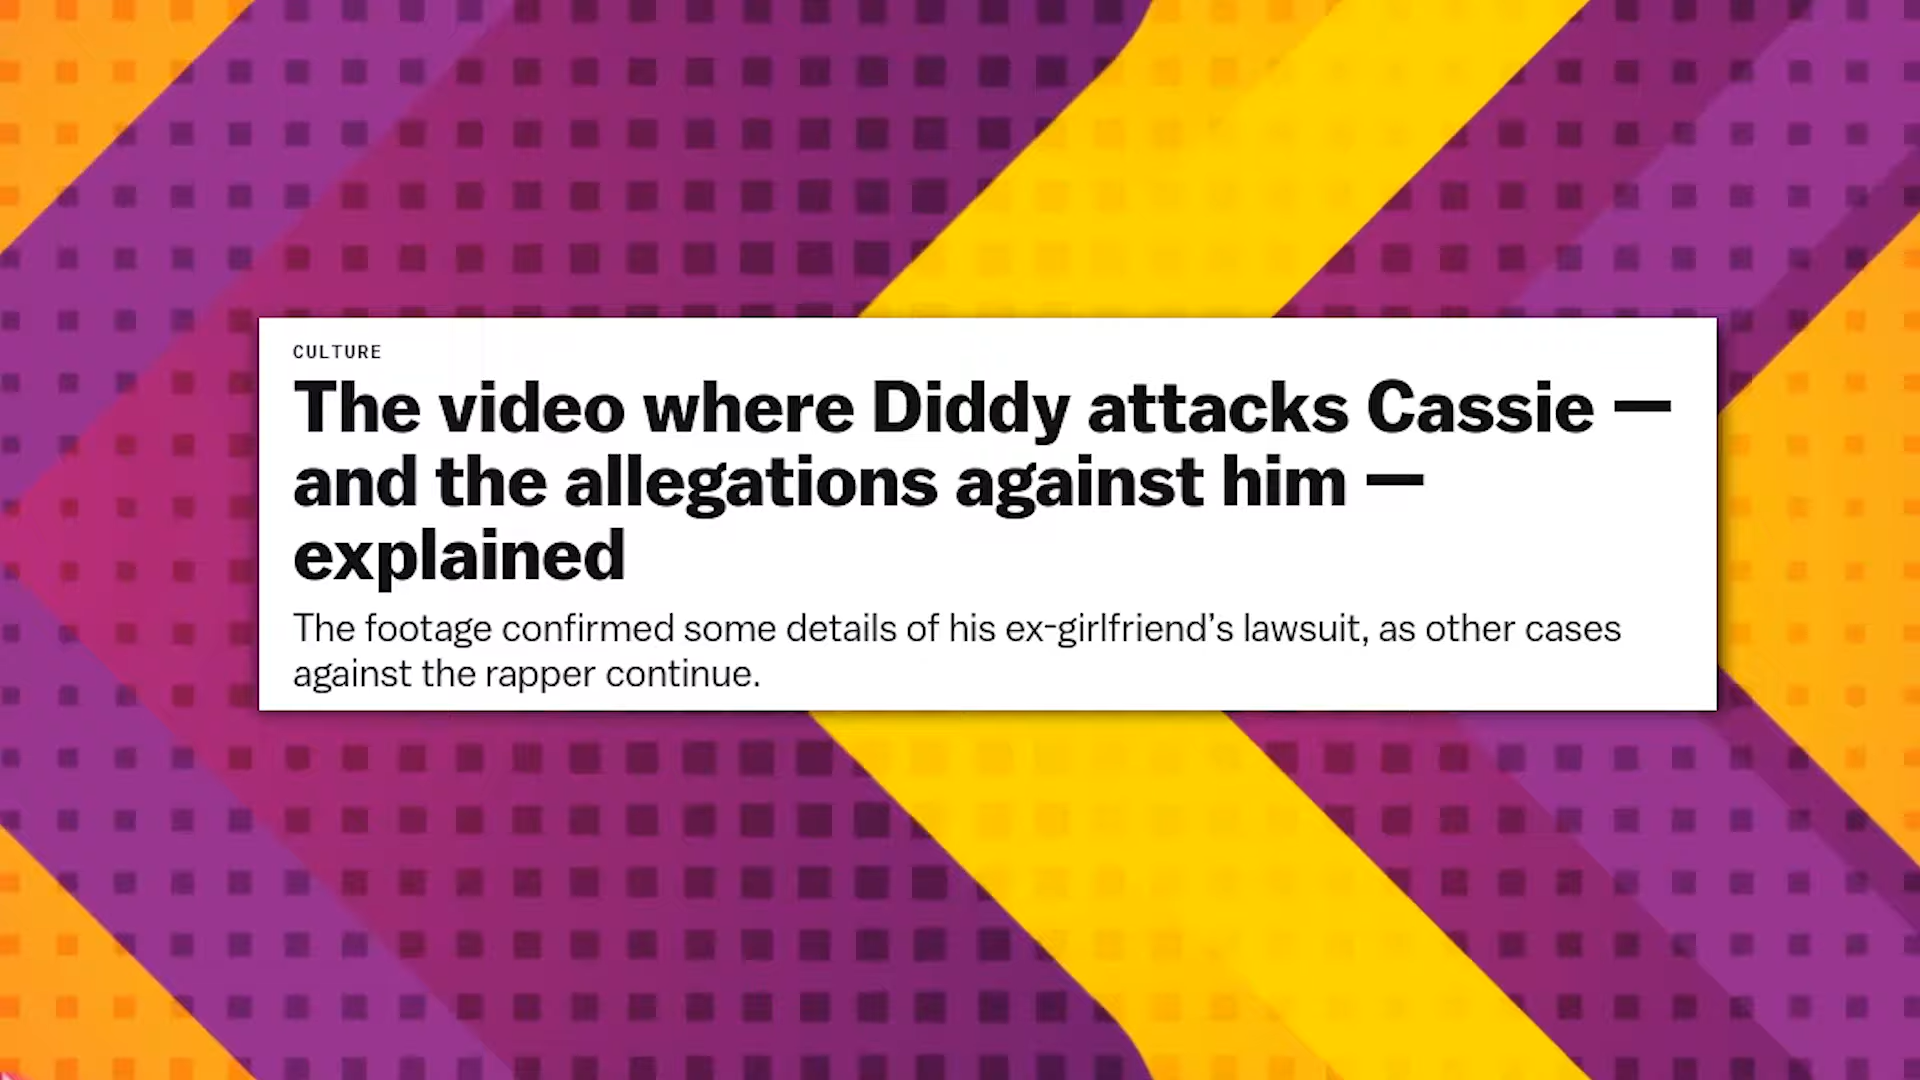 CULTURE
The video where Diddy attacks Cassie —
and the allegations against him —
explained
The footage confirmed some details of his ex-girlfriend’s lawsuit, as other cases
against the rapper continue.